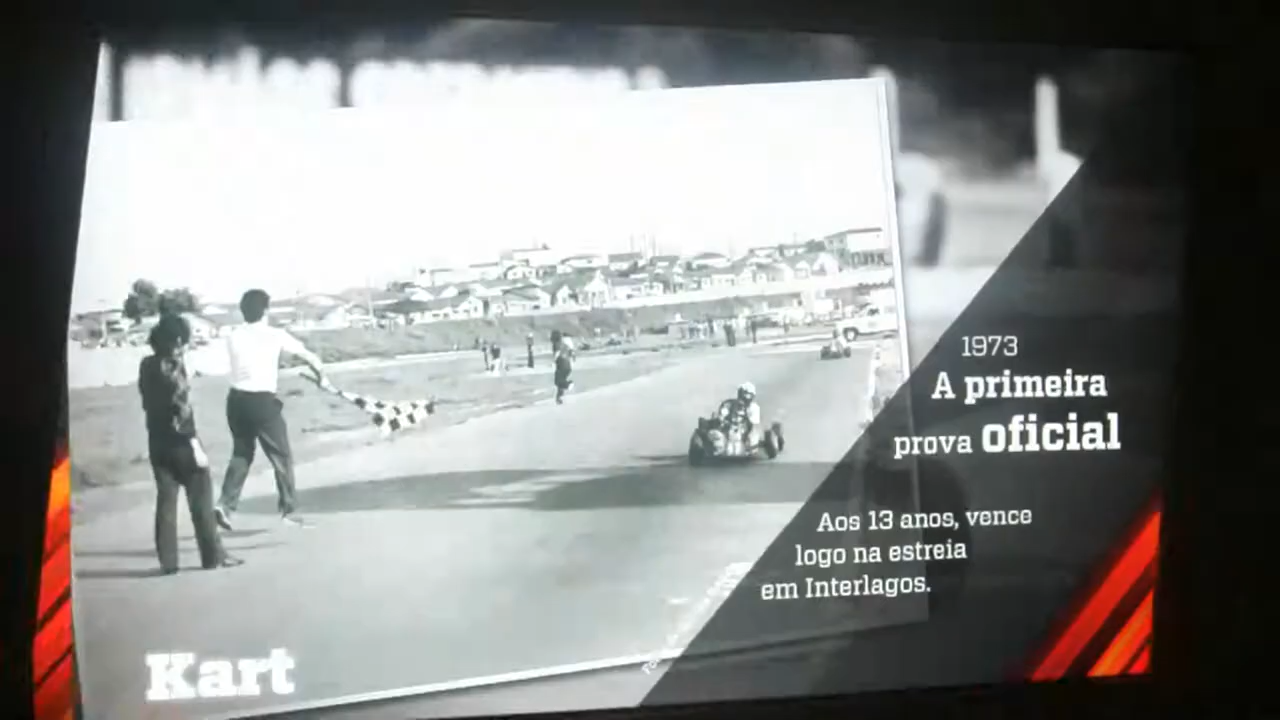 1973
A primeira
prova oficial
Aos 13 anos, vence
logo na estreia
em Interlagos.
Kart